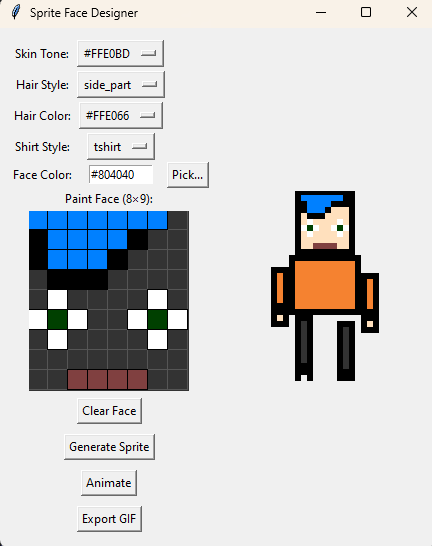 Sprite Face Designer
Skin Tone: #FFE0BD
Hair Style: side_part
Hair Color: #FFE066
Shirt Style: tshirt
Face Color: #804040 Pick...
Paint Face (8×9):
Clear Face
Generate Sprite
Animate
Export GIF